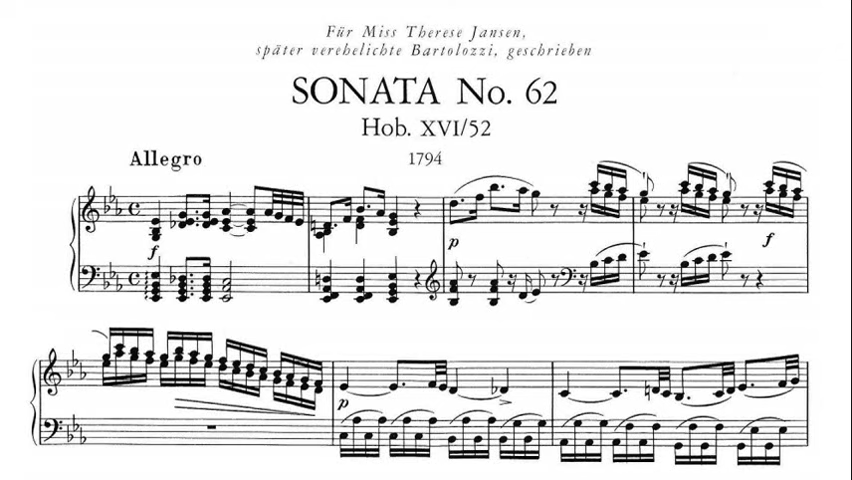 Für Miss Therese Jansen,
später verehelichte Bartolozzi, geschrieben
SONATA No. 62
Hob. XVI/52
Allegro
1794
f
p
f
p